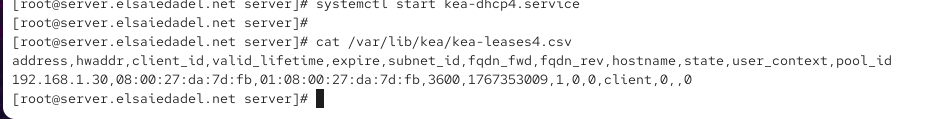 [root@server.elsaiedadel.net server]# systemctl start kea-dhcp4.service
[root@server.elsaiedadel.net server]#
[root@server.elsaiedadel.net server]# cat /var/lib/kea/kea-leases4.csv
address,hwaddr,client_id,valid_lifetime,expire,subnet_id,fqdn_fwd,fqdn_rev,hostname,state,user_context,pool_id
192.168.1.30,08:00:27:da:7d:fb,01:08:00:27:da:7d:fb,3600,1767353009,1,0,0,client,0,,0
[root@server.elsaiedadel.net server]#